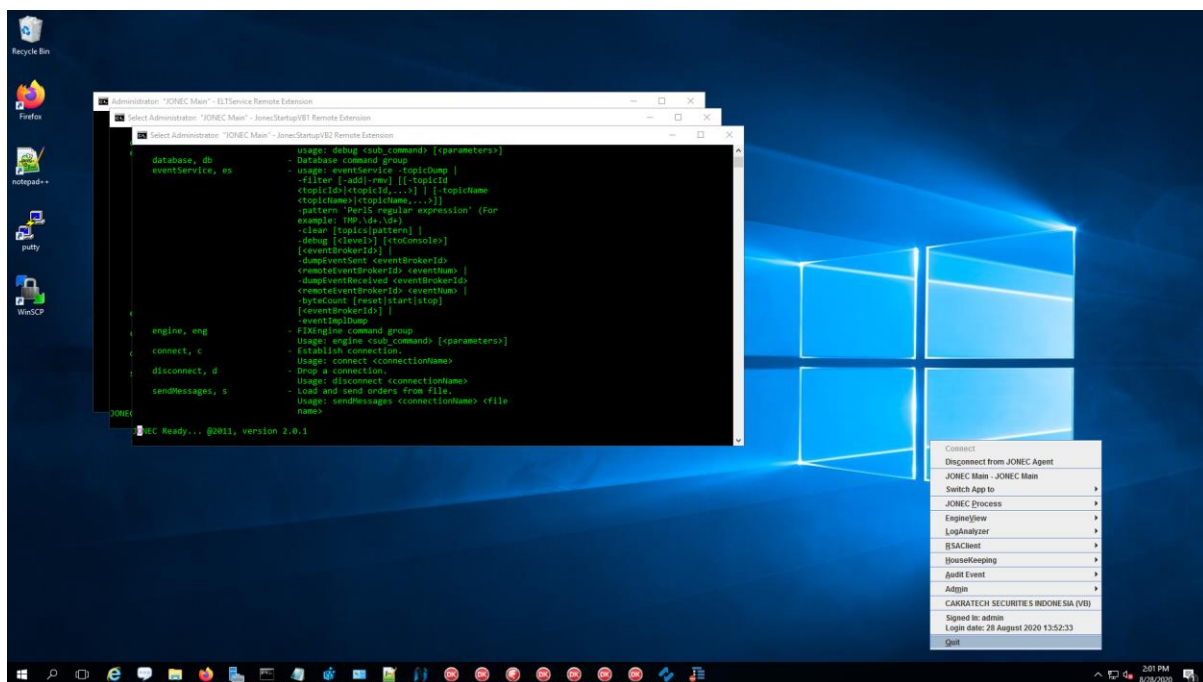 Recycle Bin
Firefox
notepad++
putty
WinSCP
Administrator: "JONEC Main" - ELTService Remote Extension
Select Administrator: "JONEC Main" - JonecStartupVB1 Remote Extension
Select Administrator: "JONEC Main" - JonecStartupVB2 Remote Extension
usage: debug <sub_command> [<parameters>]
database, db - Database command group
eventService, es - usage: eventService -topicDump |
-filter [-add|-rmv] [[-topicId
<topicId>|<topicId,...>] | [-topicName
<topicName>|<topicName,...>]]
-pattern 'Perl5 regular expression' (For
example: TMP.\d+.\d+)
-clear [topics|pattern] |
-debug [<level>] [<toConsole>]
[<eventBrokerId>] |
-dumpEventSent <eventBrokerId>
<remoteEventBrokerId> <eventNum> |
-dumpEventReceived <eventBrokerId>
<remoteEventBrokerId> <eventNum> |
-byteCount [reset|start|stop]
[<eventBrokerId>] |
-eventImplDump
engine, eng - FIXEngine command group
Usage: engine <sub_command> [<parameters>]
connect, c - Establish connection.
Usage: connect <connectionName>
disconnect, d - Drop a connection.
Usage: disconnect <connectionName>
sendMessages, s - Load and send orders from file.
Usage: sendMessages <connectionName> <file
name>
JONEC Ready... @2011, version 2.0.1
Connect
Disconnect from JONEC Agent
JONEC Main - JONEC Main
Switch App to
JONEC Process
EngineView
LogAnalyzer
RSAClient
HouseKeeping
Audit Event
Admin
CAKRATECH SECURITIES INDONESIA (VB)
Signed In: admin
Login date: 28 August 2020 13:52:33
Quit
2:01 PM
8/28/2020